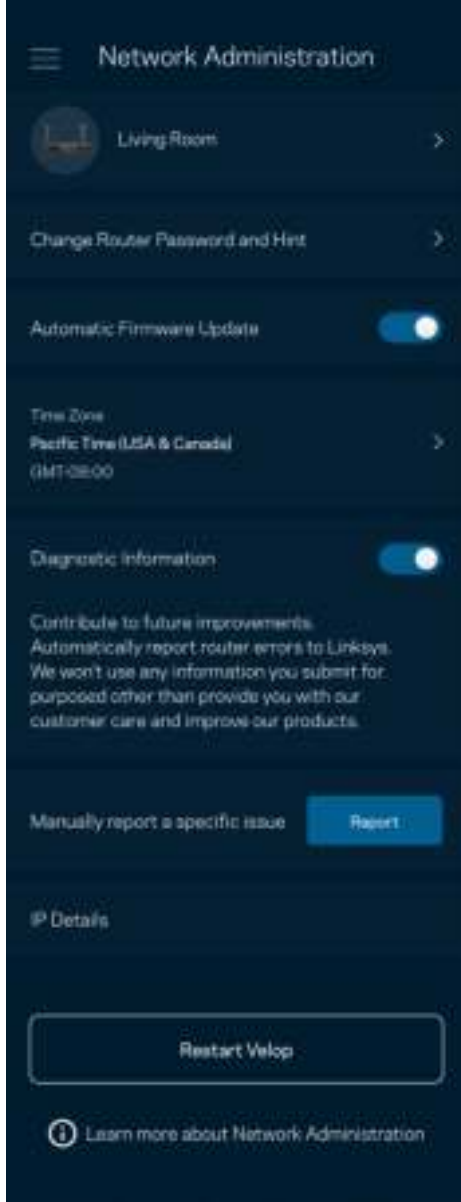 Network Administration
Living Room
Change Router Password and Hint
Automatic Firmware Update
Time Zone
Pacific Time (USA & Canada)
GMT-08:00
Diagnostic Information
Contribute to future improvements.
Automatically report router errors to Linksys.
We won't use any information you submit for
purposed other than provide you with our
customer care and improve our products.
Manually report a specific issue
Report
IP Details
Restart Velop
Learn more about Network Administration